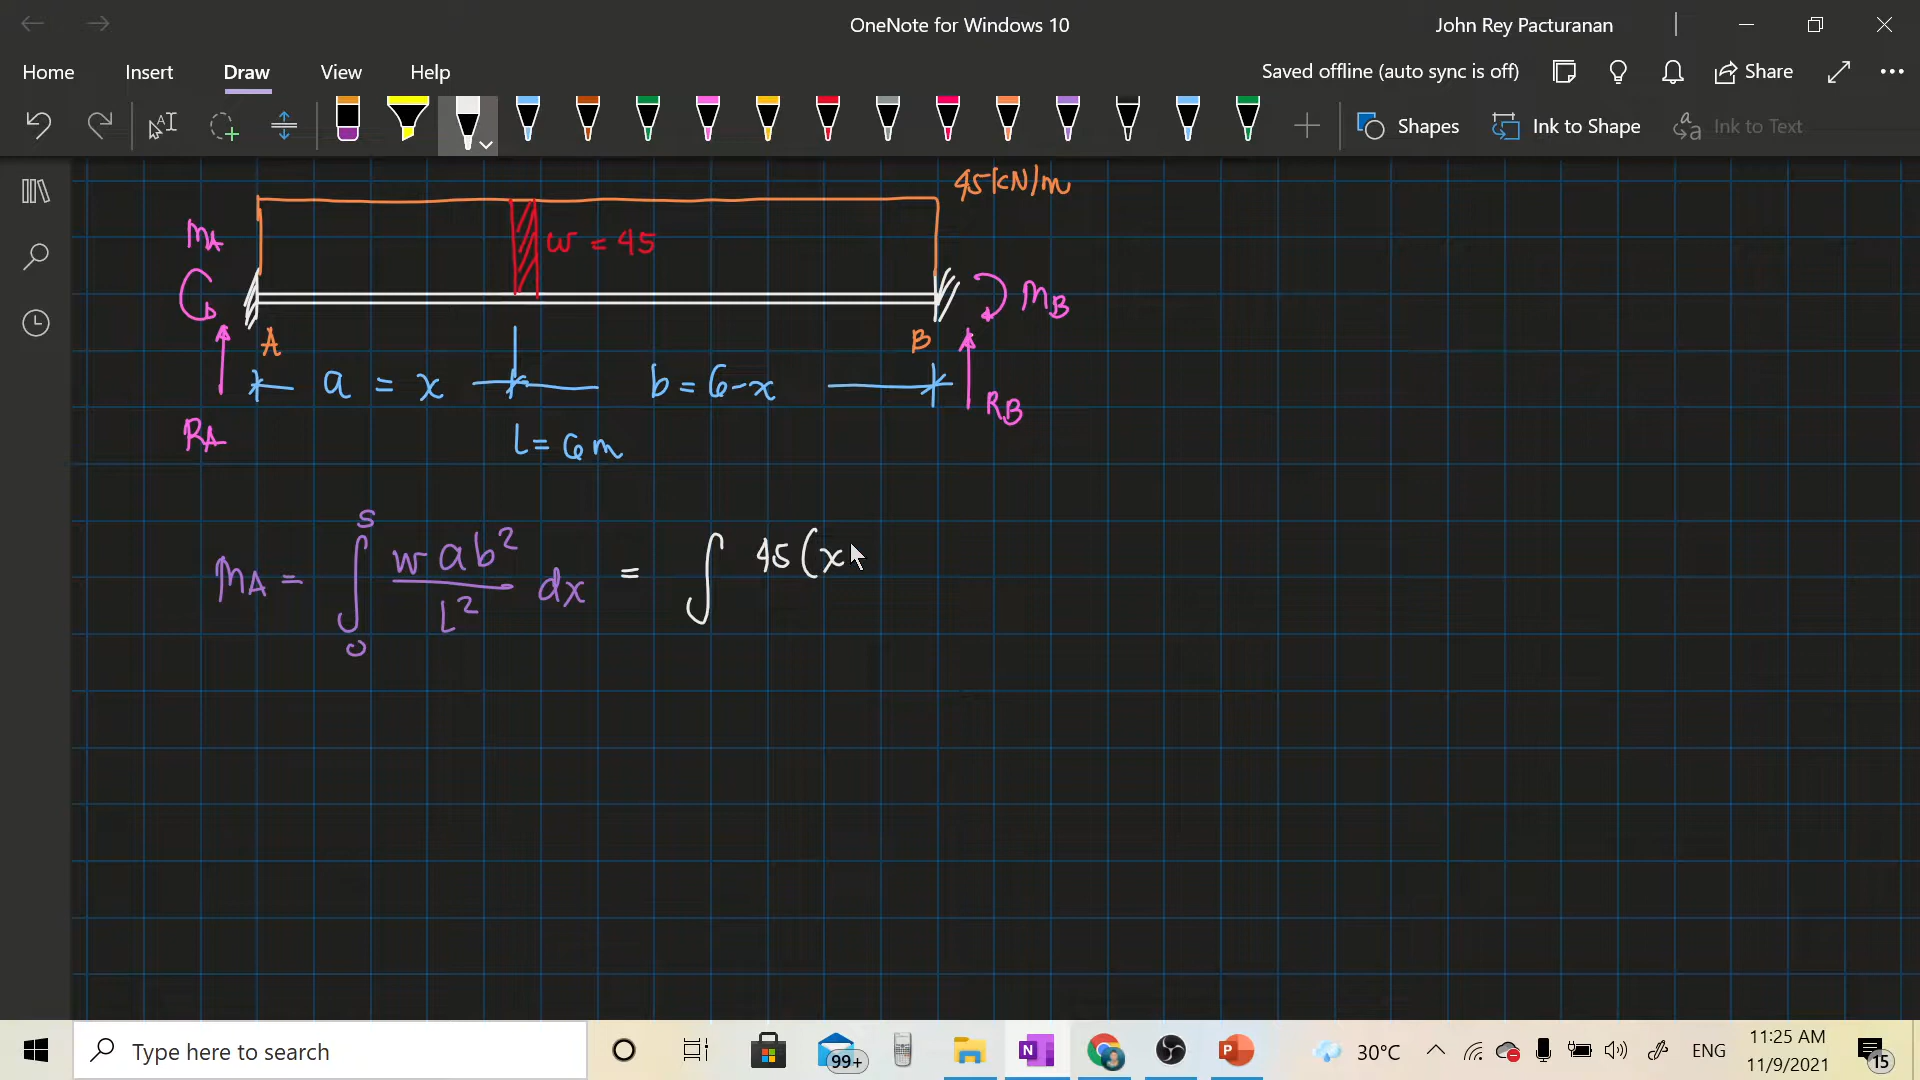 OneNote for Windows 10
John Rey Pacturanan
Home Insert Draw View Help
Saved offline (auto sync is off)
Share
Shapes
Ink to Shape
Ink to Text
45 kN/m
MA
w = 45
MB
A
B
a = x
b = 6-x
RB
RA
L = 6m
S
MA = ∫ wab² / L² dx = ∫ 45(x
0
Type here to search
99+
30°C
ENG
11:25 AM
11/9/2021
15